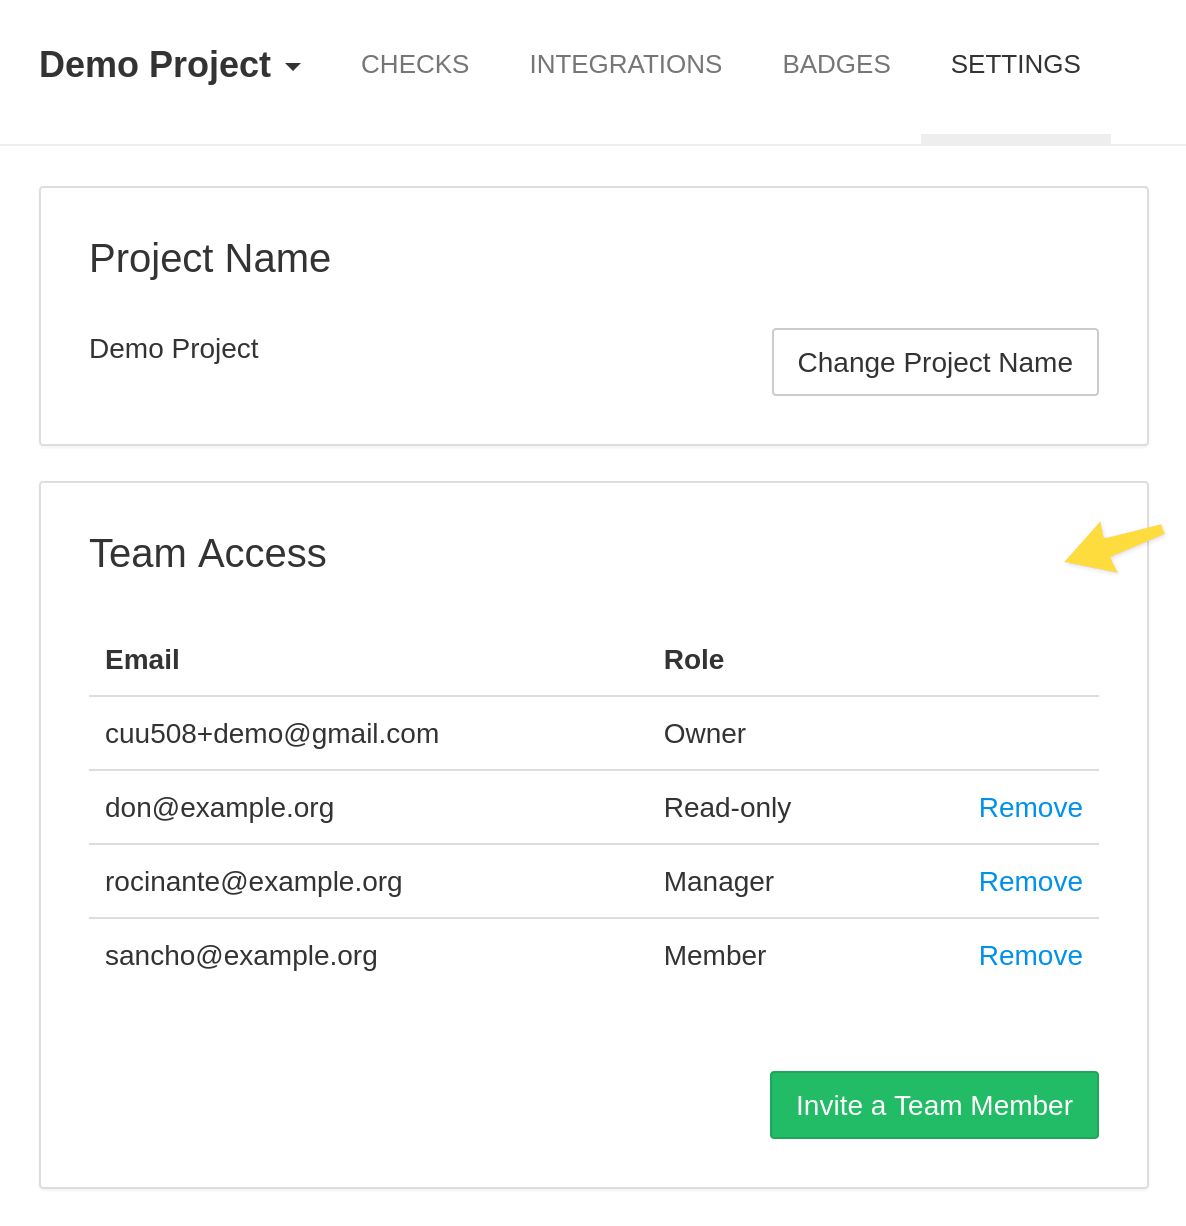 Demo Project CHECKS INTEGRATIONS BADGES SETTINGS
Project Name
Demo Project Change Project Name
Team Access
Email Role
cuu508+demo@gmail.com Owner
don@example.org Read-only Remove
rocinante@example.org Manager Remove
sancho@example.org Member Remove
Invite a Team Member